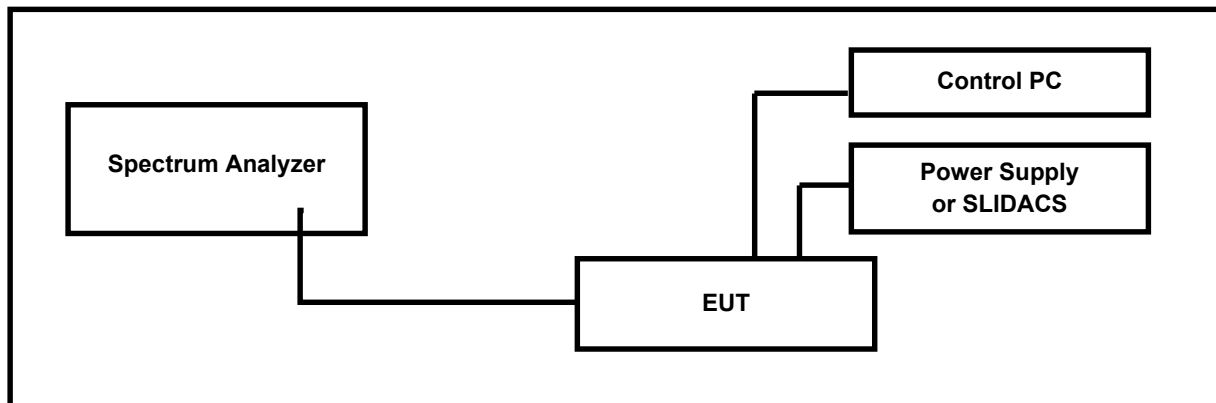 Control PC
Spectrum Analyzer
Power Supply
or SLIDACS
EUT